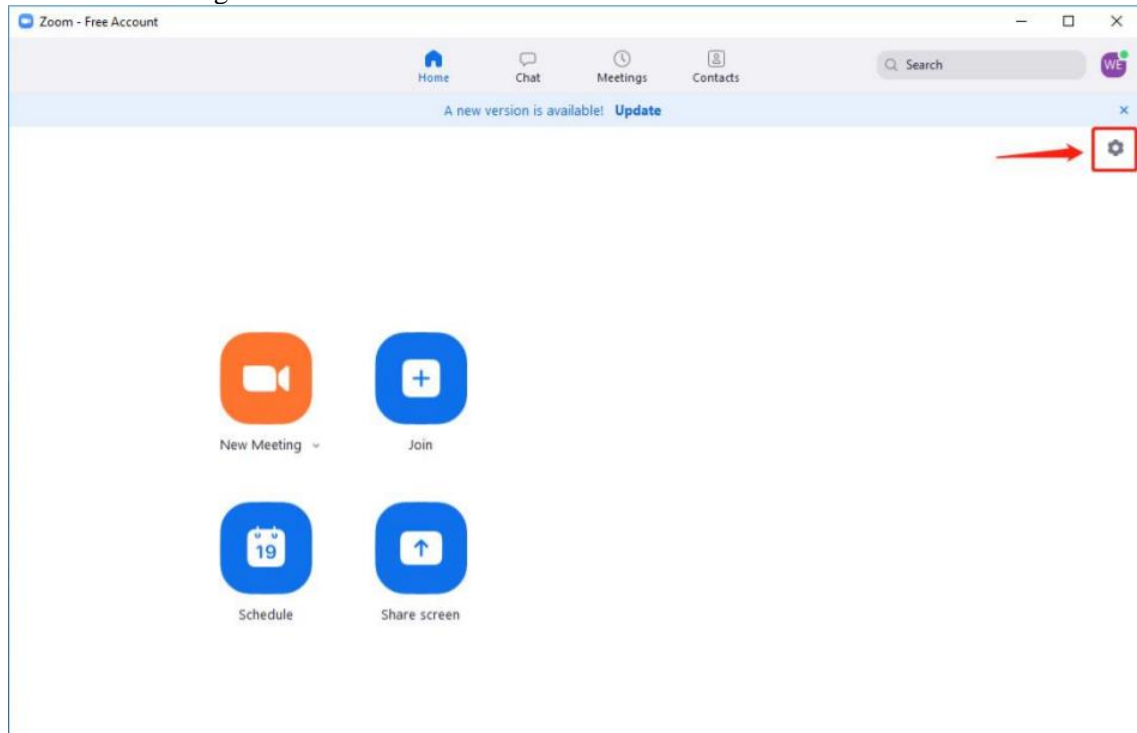 Zoom - Free Account
Home Chat Meetings Contacts
Search
WE
A new version is available! Update
New Meeting
Join
19
Schedule
Share screen